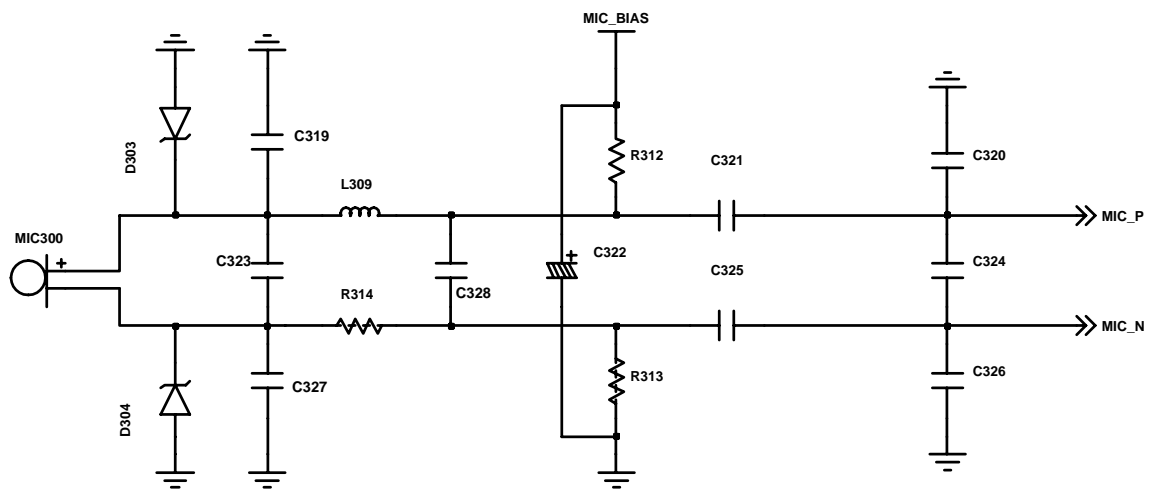 MIC_BIAS
D303
C319
R312
C321
C320
L309
MIC_P
MIC300
+
C323
C328
+
C322
C325
C324
R314
MIC_N
D304
C327
R313
C326